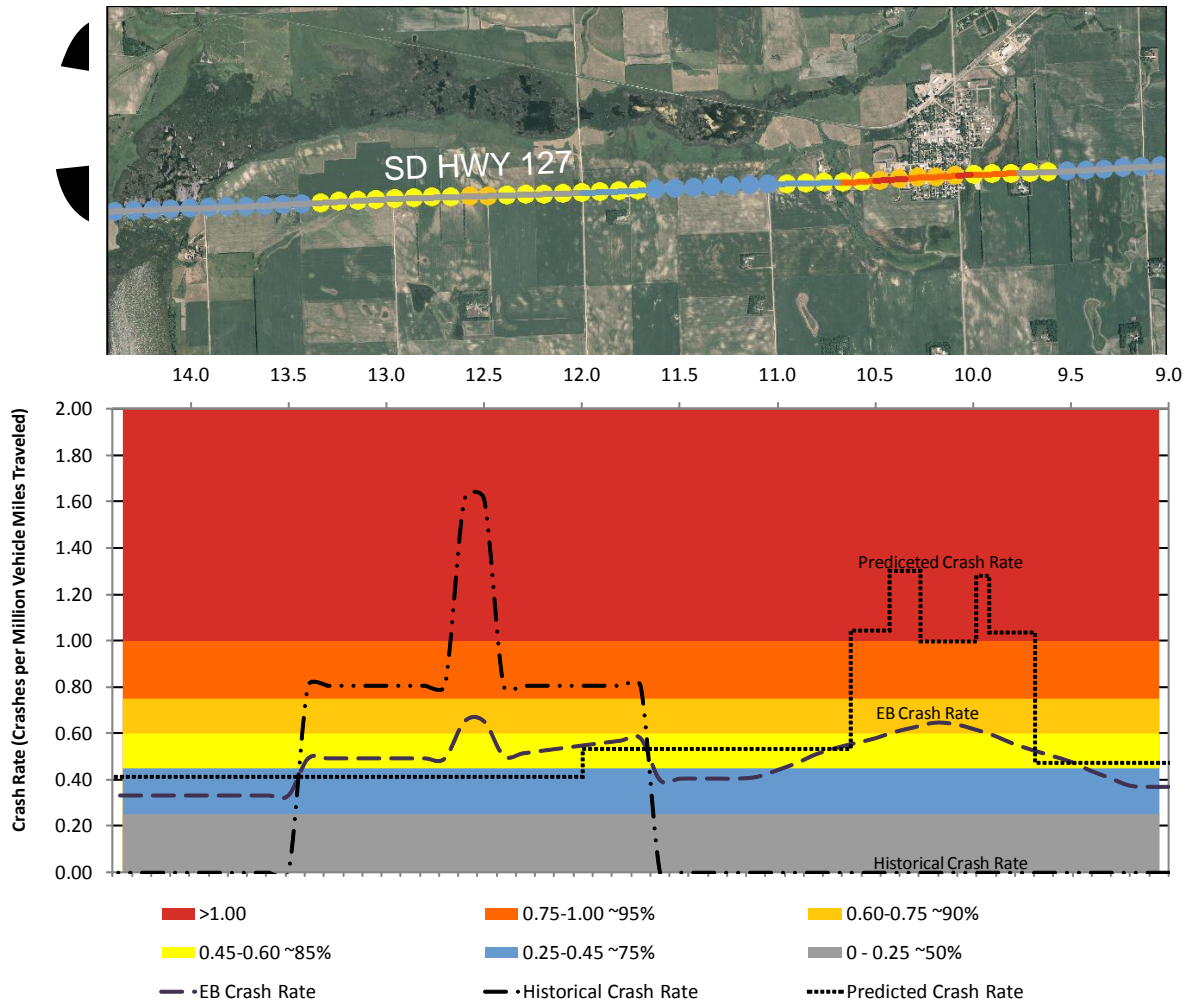 SD HWY 127
14.0 13.5 13.0 12.5 12.0 11.5 11.0 10.5 10.0 9.5 9.0
Crash Rate (Crashes per Million Vehicle Miles Traveled)
2.00
1.80
1.60
1.40
1.20
1.00
0.80
0.60
0.40
0.20
0.00
Prediceted Crash Rate
EB Crash Rate
Historical Crash Rate
>1.00 0.75-1.00 ~95% 0.60-0.75 ~90%
0.45-0.60 ~85% 0.25-0.45 ~75% 0 - 0.25 ~50%
EB Crash Rate Historical Crash Rate Predicted Crash Rate